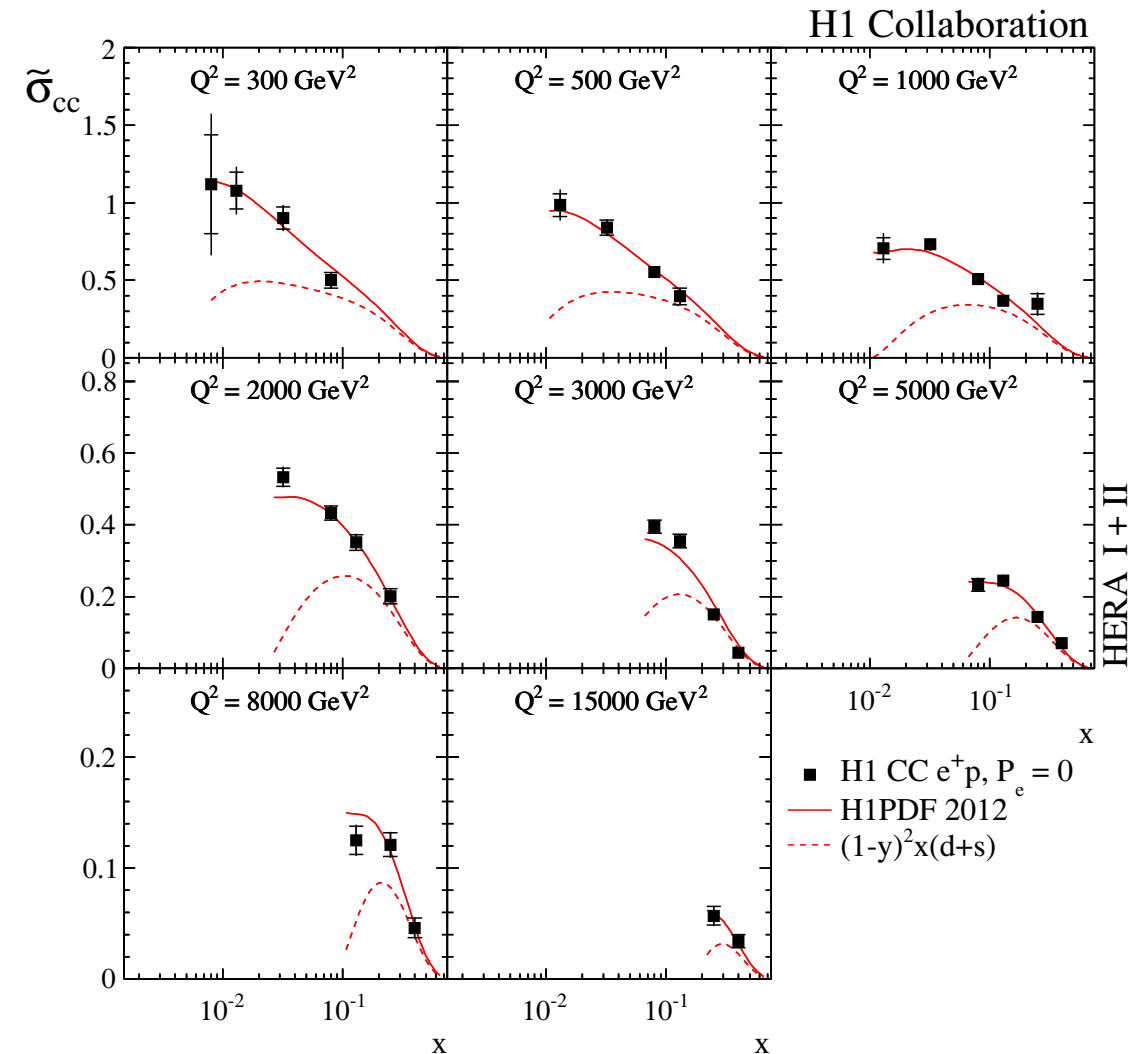 H1 Collaboration
σ̃cc
Q² = 300 GeV²
Q² = 500 GeV²
Q² = 1000 GeV²
2
1.5
1
0.5
0
Q² = 2000 GeV²
Q² = 3000 GeV²
Q² = 5000 GeV²
0.8
0.6
0.4
0.2
0
HERA I + II
10⁻² 10⁻¹
x
Q² = 8000 GeV²
Q² = 15000 GeV²
0.2
0.1
0
H1 CC e⁺p, Pₑ = 0
H1PDF 2012
(1-y)²x(d+s)
10⁻² 10⁻¹ 10⁻² 10⁻¹
x x